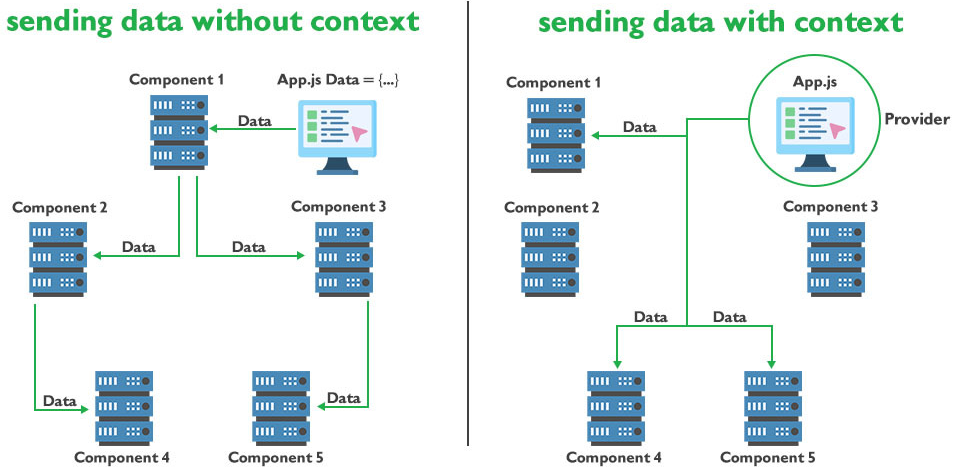 sending data without context
Component 1
App.js Data = {...}
Data
Component 2
Component 3
Data
Data
Data
Data
Component 4
Component 5
sending data with context
Component 1
App.js
Data
Provider
Component 2
Component 3
Data
Data
Component 4
Component 5